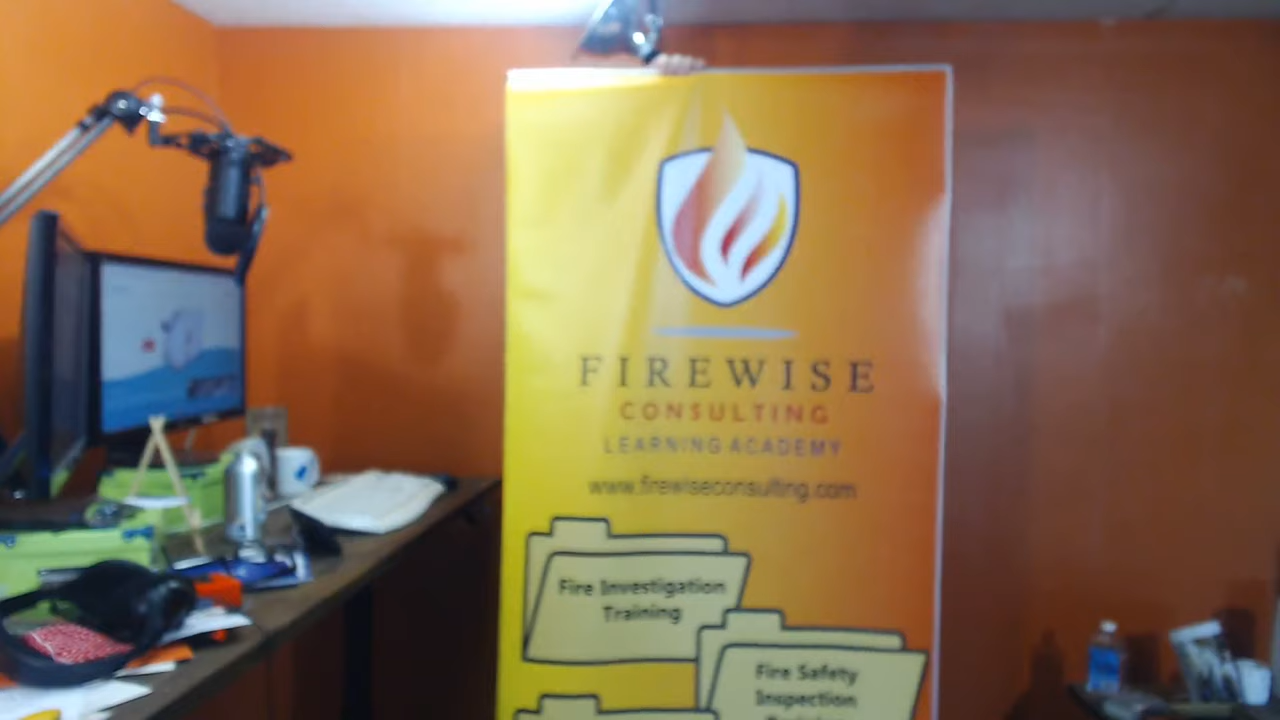 FIREWISE
CONSULTING
LEARNING ACADEMY
www.firewiseconsulting.com
Fire Investigation
Training
Fire Safety
Inspection